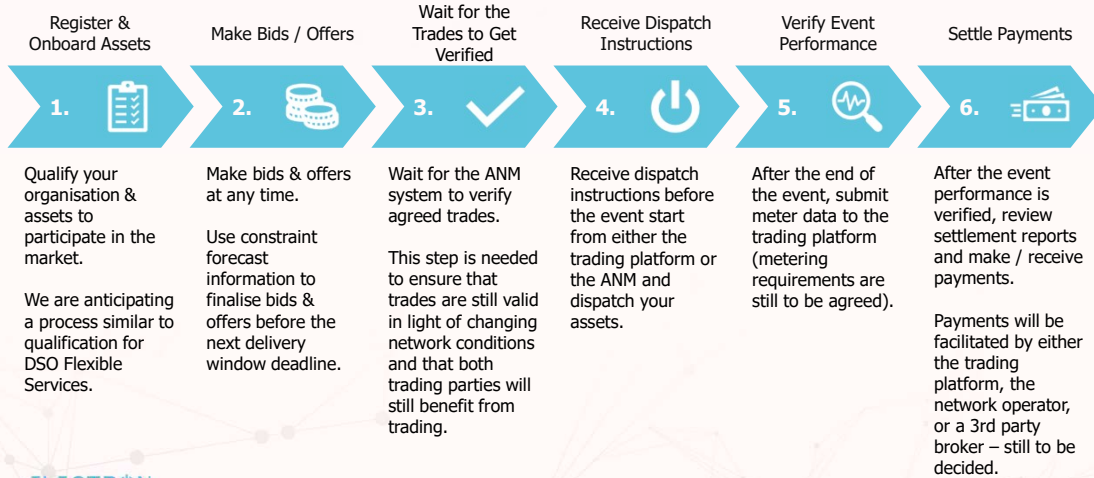 Register &
Onboard Assets
Make Bids / Offers
Wait for the
Trades to Get
Verified
Receive Dispatch
Instructions
Verify Event
Performance
Settle Payments
1.
2.
3.
4.
5.
6.
Qualify your
organisation &
assets to
participate in the
market.
We are anticipating
a process similar to
qualification for
DSO Flexible
Services.
Make bids & offers
at any time.
Use constraint
forecast
information to
finalise bids &
offers before the
next delivery
window deadline.
Wait for the ANM
system to verify
agreed trades.
This step is needed
to ensure that
trades are still valid
in light of changing
network conditions
and that both
trading parties will
still benefit from
trading.
Receive dispatch
instructions before
the event start
from either the
trading platform or
the ANM and
dispatch your
assets.
After the end of
the event, submit
meter data to the
trading platform
(metering
requirements are
still to be agreed).
After the event
performance is
verified, review
settlement reports
and make / receive
payments.
Payments will be
facilitated by either
the trading
platform, the
network operator,
or a 3rd party
broker – still to be
decided.